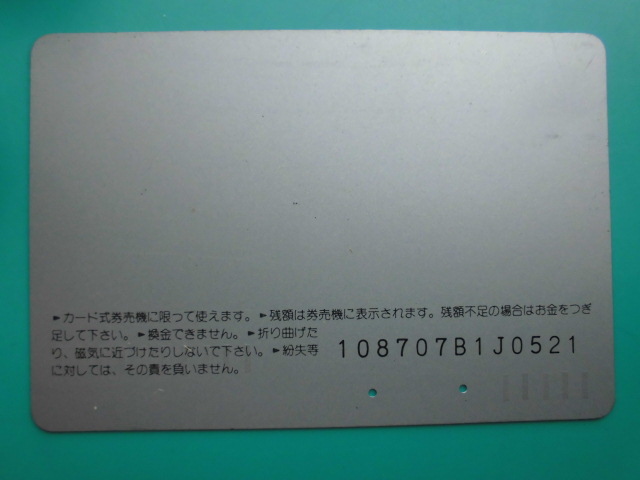 ►カード式券売機に限って使えます。►残額は券売機に表示されます。残額不足の場合はお金をつぎ
足して下さい。►換金できません。►折り曲げた
り、磁気に近づけたりしないで下さい。►紛失等
に対しては、その責を負いません。
108707B1J0521